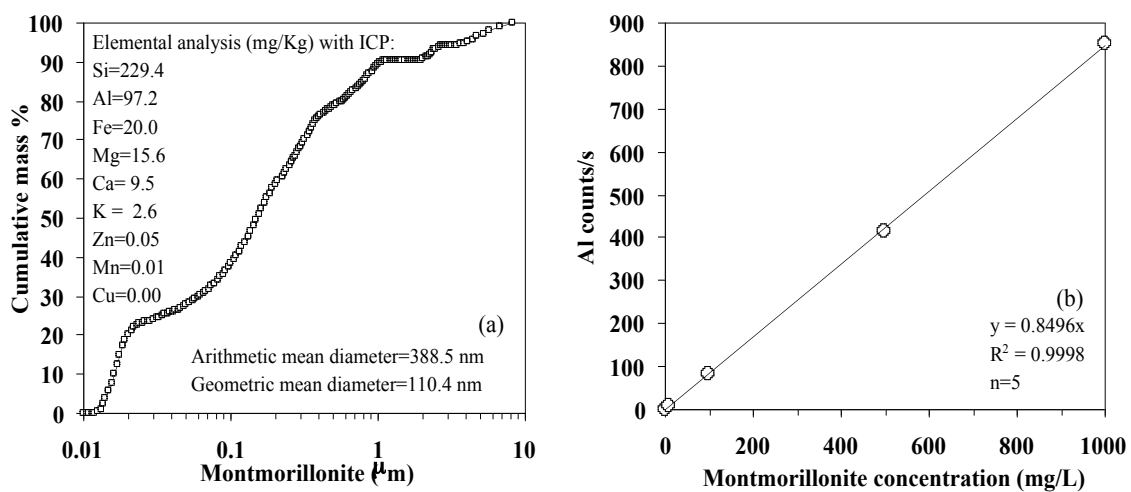 100
90
80
70
60
50
40
30
20
10
0
Cumulative mass %
Elemental analysis (mg/Kg) with ICP:
Si=229.4
Al=97.2
Fe=20.0
Mg=15.6
Ca= 9.5
K = 2.6
Zn=0.05
Mn=0.01
Cu=0.00
(a)
Arithmetic mean diameter=388.5 nm
Geometric mean diameter=110.4 nm
0.01 0.1 1 10
Montmorillonite (μm)
900
800
700
600
500
400
300
200
100
0
Al counts/s
(b)
y = 0.8496x
R² = 0.9998
n=5
0 200 400 600 800 1000
Montmorillonite concentration (mg/L)